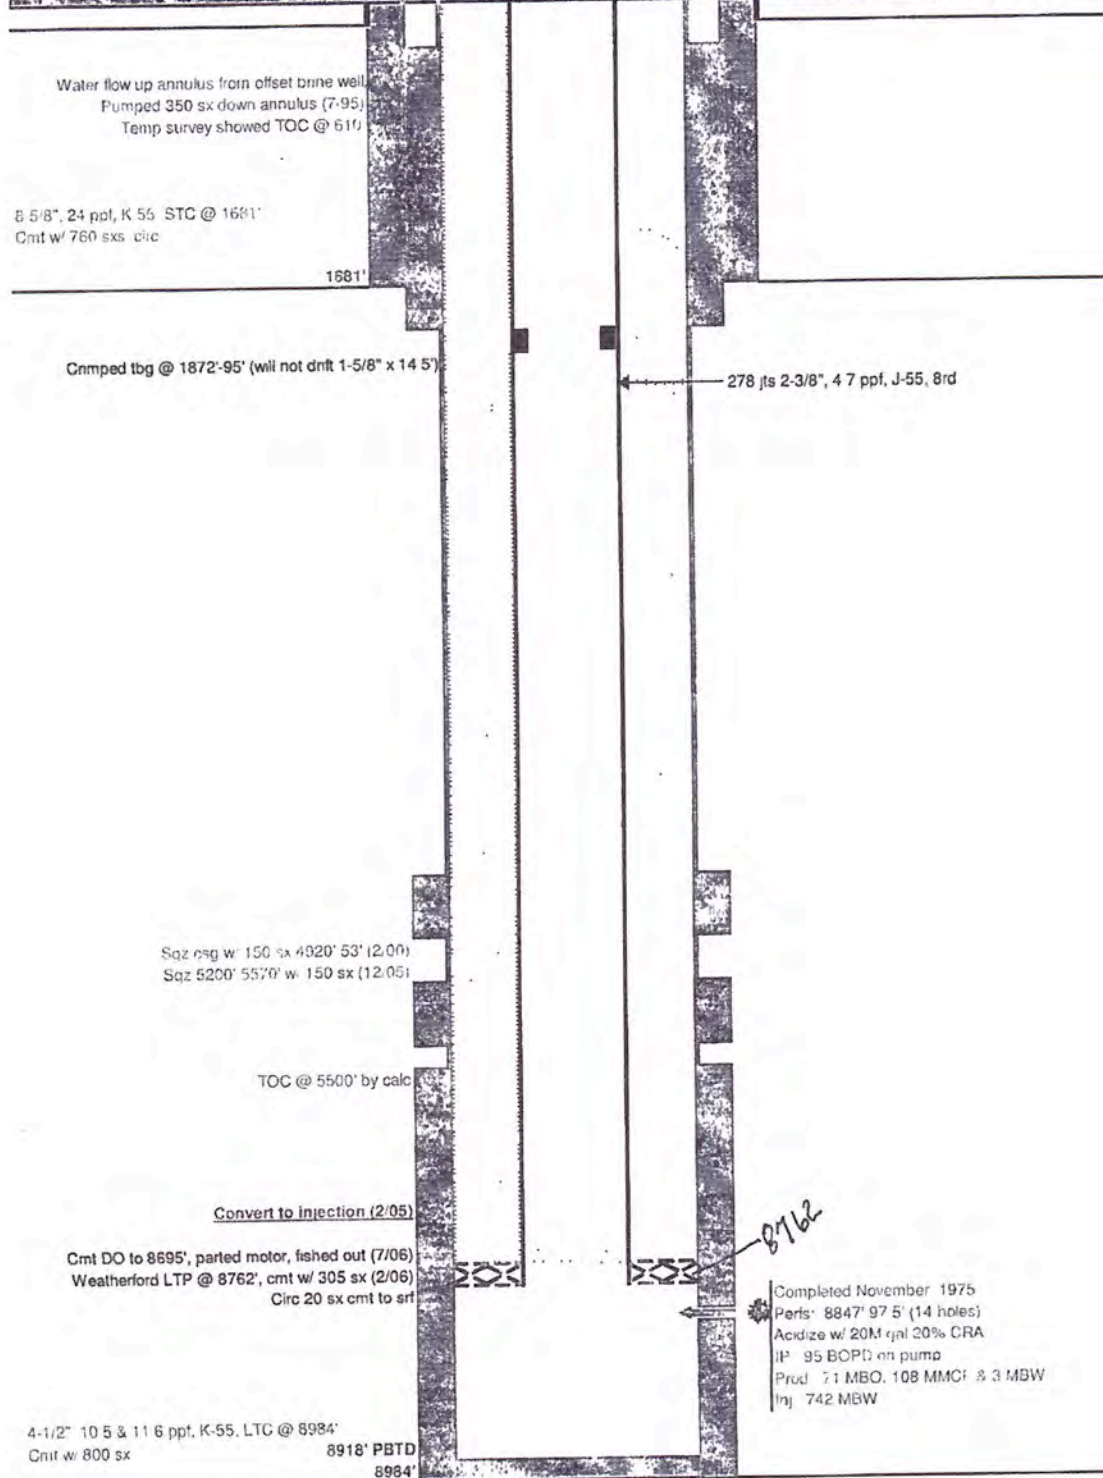 Water flow up annulus from offset brine well
Pumped 350 sx down annulus (7-95)
Temp survey showed TOC @ 610'
8 5/8", 24 ppf, K 55 STC @ 1681'
Cmt w/ 760 sxs circ
1681'
Crimped tbg @ 1872'-95' (will not drift 1-5/8" x 14 5')
278 jts 2-3/8", 4 7 ppf, J-55, 8rd
Sqz csg w/ 150 sx 4920' 53' (2/00)
Sqz 5200' 5570' w/ 150 sx (12/05)
TOC @ 5500' by calc
Convert to injection (2/05)
Cmt DO to 8695', parted motor, fished out (7/06)
Weatherford LTP @ 8762', cmt w/ 305 sx (2/06)
Circ 20 sx cmt to srf
8762
Completed November 1975
Perfs: 8847' 97 5' (14 holes)
Acidize w/ 20M gal 20% CRA
IP 95 BOPD on pump
Prod 71 MBO, 108 MMCF & 3 MBW
Inj 742 MBW
4-1/2" 10 5 & 11 6 ppf, K-55, LTC @ 8984'
Cmt w/ 800 sx
8918' PBTD
8984'